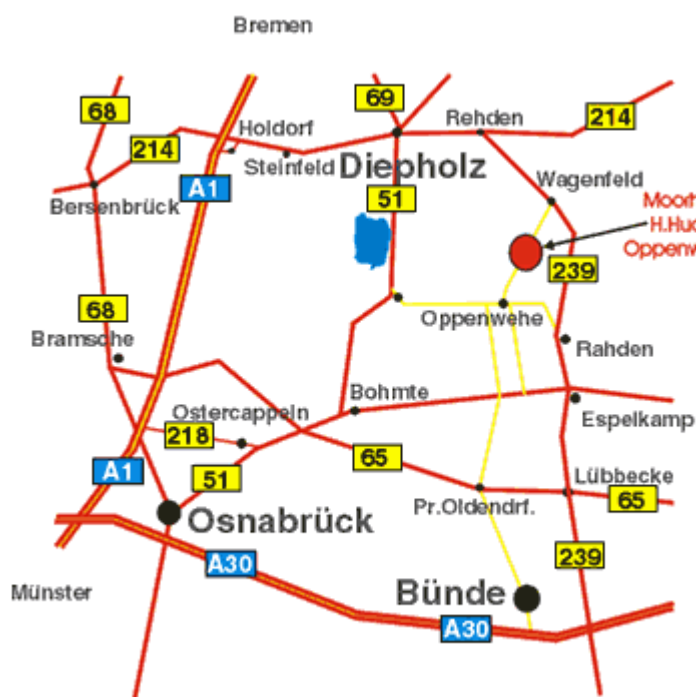 Bremen
68
69
214
Rehden
214
Holdorf
Steinfeld
Diepholz
A1
51
Wagenfeld
Bersenbrück
H.Hu
239
68
Oppenwehe
Bramsche
Rahden
Bohmte
Ostercappeln
218
Espelkamp
A1
51
65
Lübbecke
65
Pr.Oldendrf.
Osnabrück
A30
239
Münster
Bünde
A30